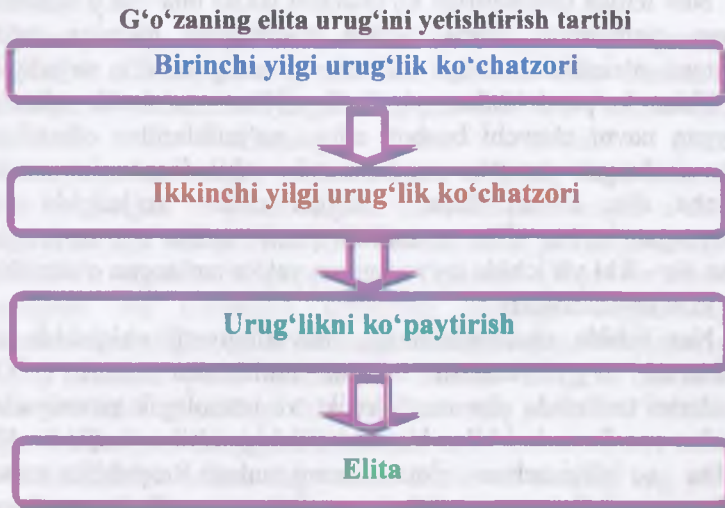 G‘o‘zaning elita urug‘ini yetishtirish tartibi
Birinchi yilgi urug‘lik ko‘chatzori
Ikkinchi yilgi urug‘lik ko‘chatzori
Urug‘likni ko‘paytirish
Elita